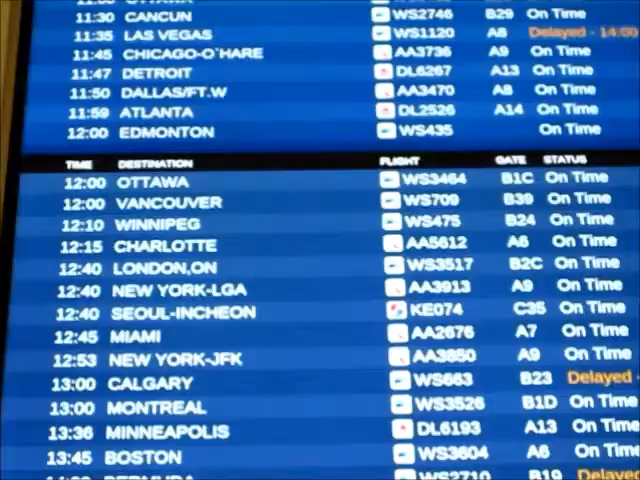 11:30 CANCUN WS2746 B29 On Time
11:35 LAS VEGAS WS1120 A8 Delayed - 14:00
11:45 CHICAGO-O'HARE AA3736 A9 On Time
11:47 DETROIT DL6267 A13 On Time
11:50 DALLAS/FT.W AA3470 A8 On Time
11:59 ATLANTA DL2526 A14 On Time
12:00 EDMONTON WS435 On Time
TIME DESTINATION FLIGHT GATE STATUS
12:00 OTTAWA WS3464 B1C On Time
12:00 VANCOUVER WS709 B39 On Time
12:10 WINNIPEG WS475 B24 On Time
12:15 CHARLOTTE AA5612 A6 On Time
12:40 LONDON,ON WS3517 B2C On Time
12:40 NEW YORK-LGA AA3913 A9 On Time
12:40 SEOUL-INCHEON KE074 C35 On Time
12:45 MIAMI AA2676 A7 On Time
12:53 NEW YORK-JFK AA3850 A9 On Time
13:00 CALGARY WS663 B23 Delayed -
13:00 MONTREAL WS3526 B1D On Time
13:36 MINNEAPOLIS DL6193 A13 On Time
13:45 BOSTON WS3604 A6 On Time
BERMUDA WS2710 B19 Delayed